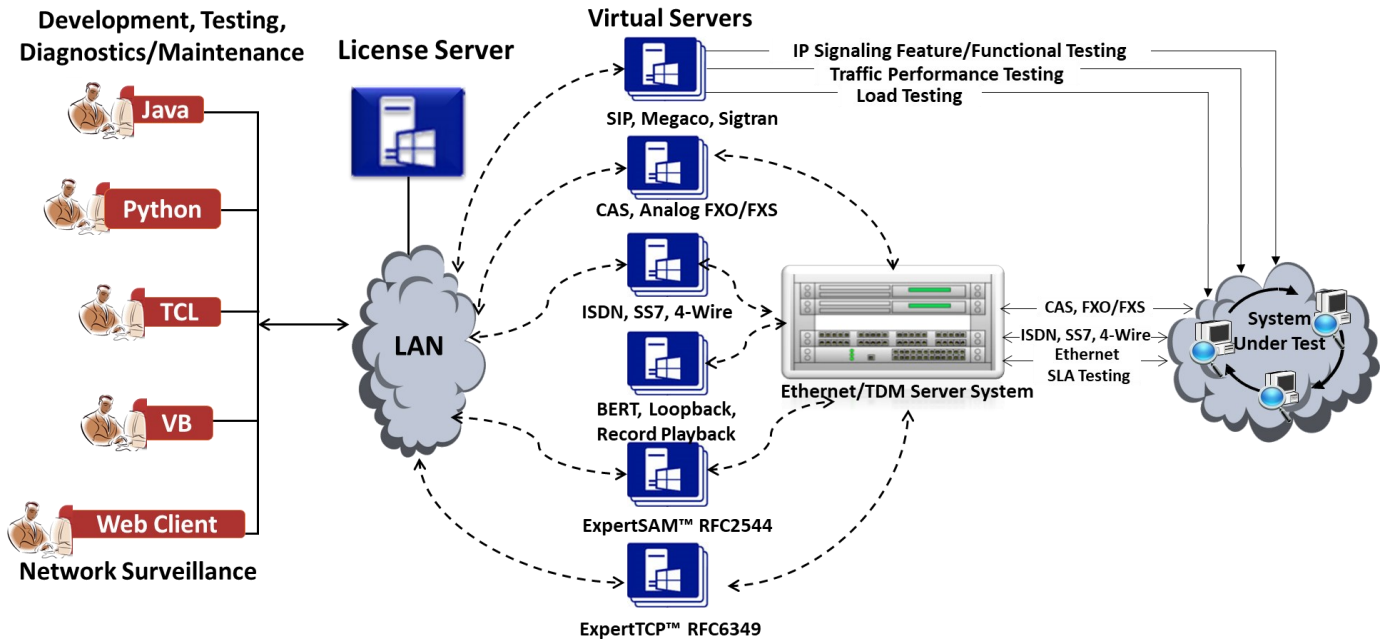 Development, Testing,
Diagnostics/Maintenance
Java
Python
TCL
VB
Web Client
Network Surveillance
License Server
LAN
Virtual Servers
SIP, Megaco, Sigtran
CAS, Analog FXO/FXS
ISDN, SS7, 4-Wire
BERT, Loopback,
Record Playback
ExpertSAM™ RFC2544
ExpertTCP™ RFC6349
IP Signaling Feature/Functional Testing
Traffic Performance Testing
Load Testing
Ethernet/TDM Server System
CAS, FXO/FXS
ISDN, SS7, 4-Wire
Ethernet
SLA Testing
System
Under Test